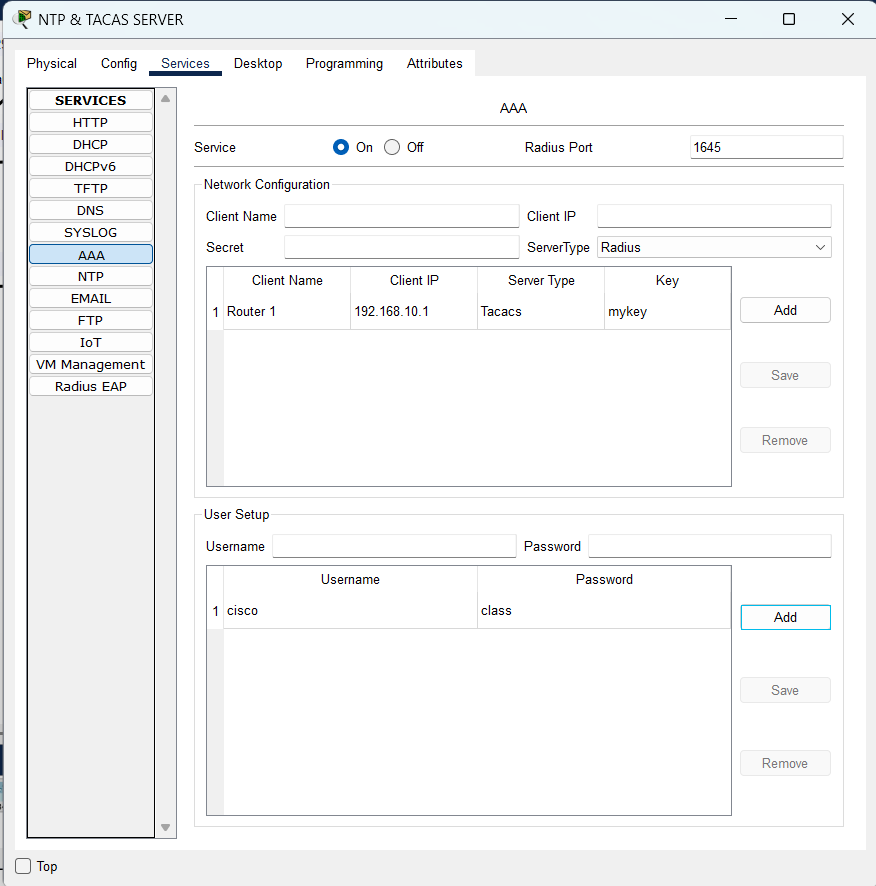 NTP & TACAS SERVER
Physical Config Services Desktop Programming Attributes
SERVICES
HTTP
DHCP
DHCPv6
TFTP
DNS
SYSLOG
AAA
NTP
EMAIL
FTP
IoT
VM Management
Radius EAP
AAA
Service On Off Radius Port 1645
Network Configuration
Client Name Client IP
Secret ServerType Radius
Client Name Client IP Server Type Key
1 Router 1 192.168.10.1 Tacacs mykey
Add
Save
Remove
User Setup
Username Password
Username Password
1 cisco class
Add
Save
Remove
Top